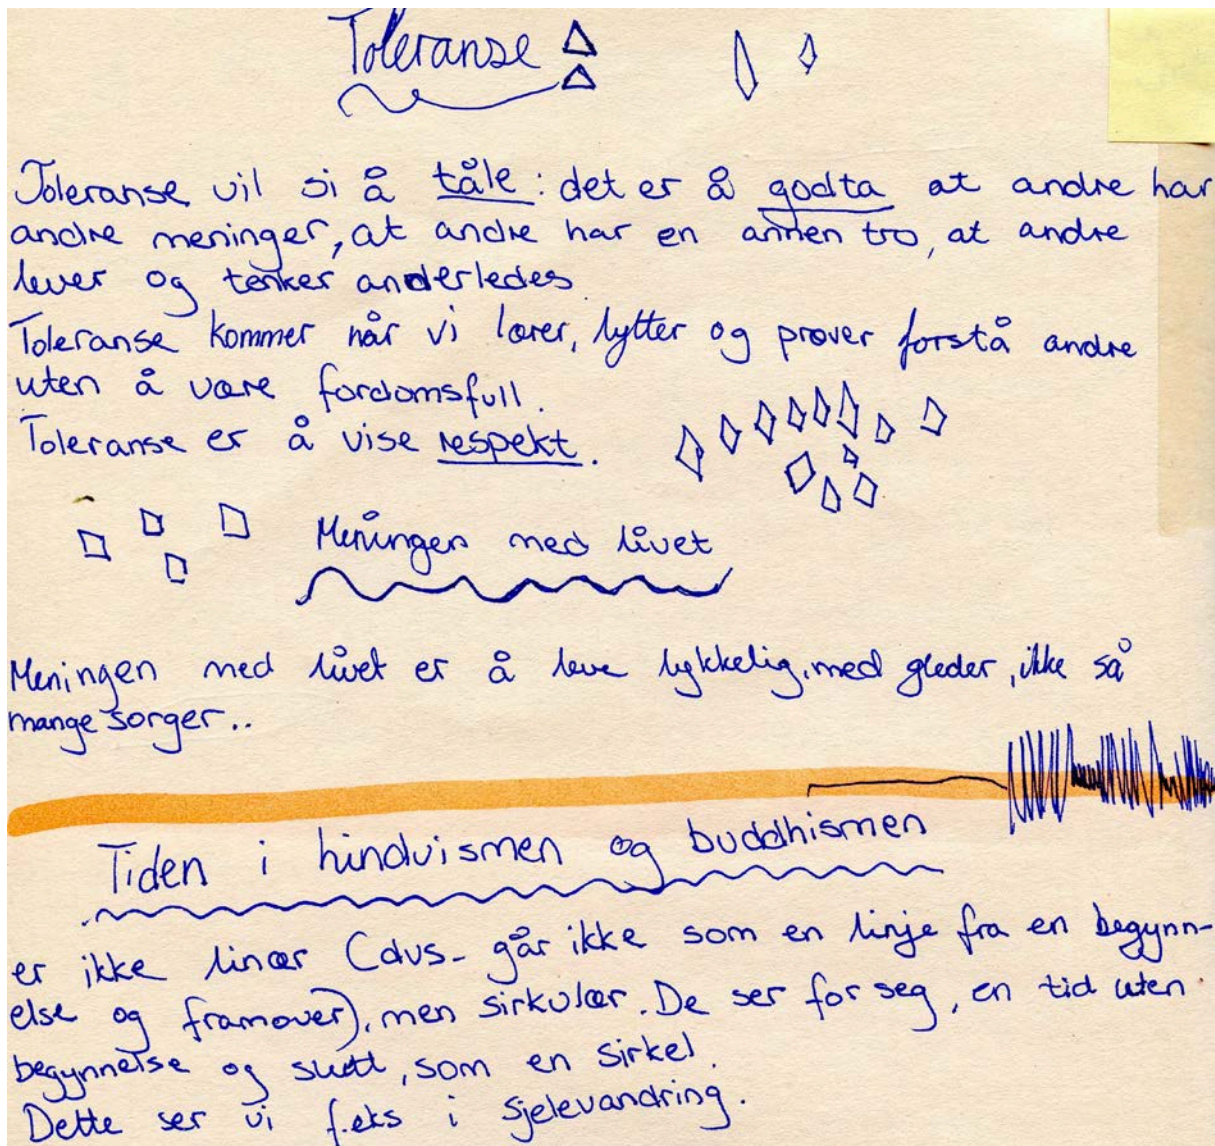 Toleranse
Toleranse vil si å tåle: det er å godta at andre har
andre meninger, at andre har en annen tro, at andre
lever og tenker anderledes
Toleranse kommer når vi lærer, lytter og prøver forstå andre
uten å være fordomsfull.
Toleranse er å vise respekt.
Meningen med livet
Meningen med livet er å leve lykkelig, med gleder, ikke så
mange sorger..
Tiden i hinduismen og buddhismen
er ikke linær (dvs. går ikke som en linje fra en begynn-
else og framover), men sirkulær. De ser for seg, en tid uten
begynnelse og slutt, som en sirkel.
Dette ser vi f.eks i sjelevandring.